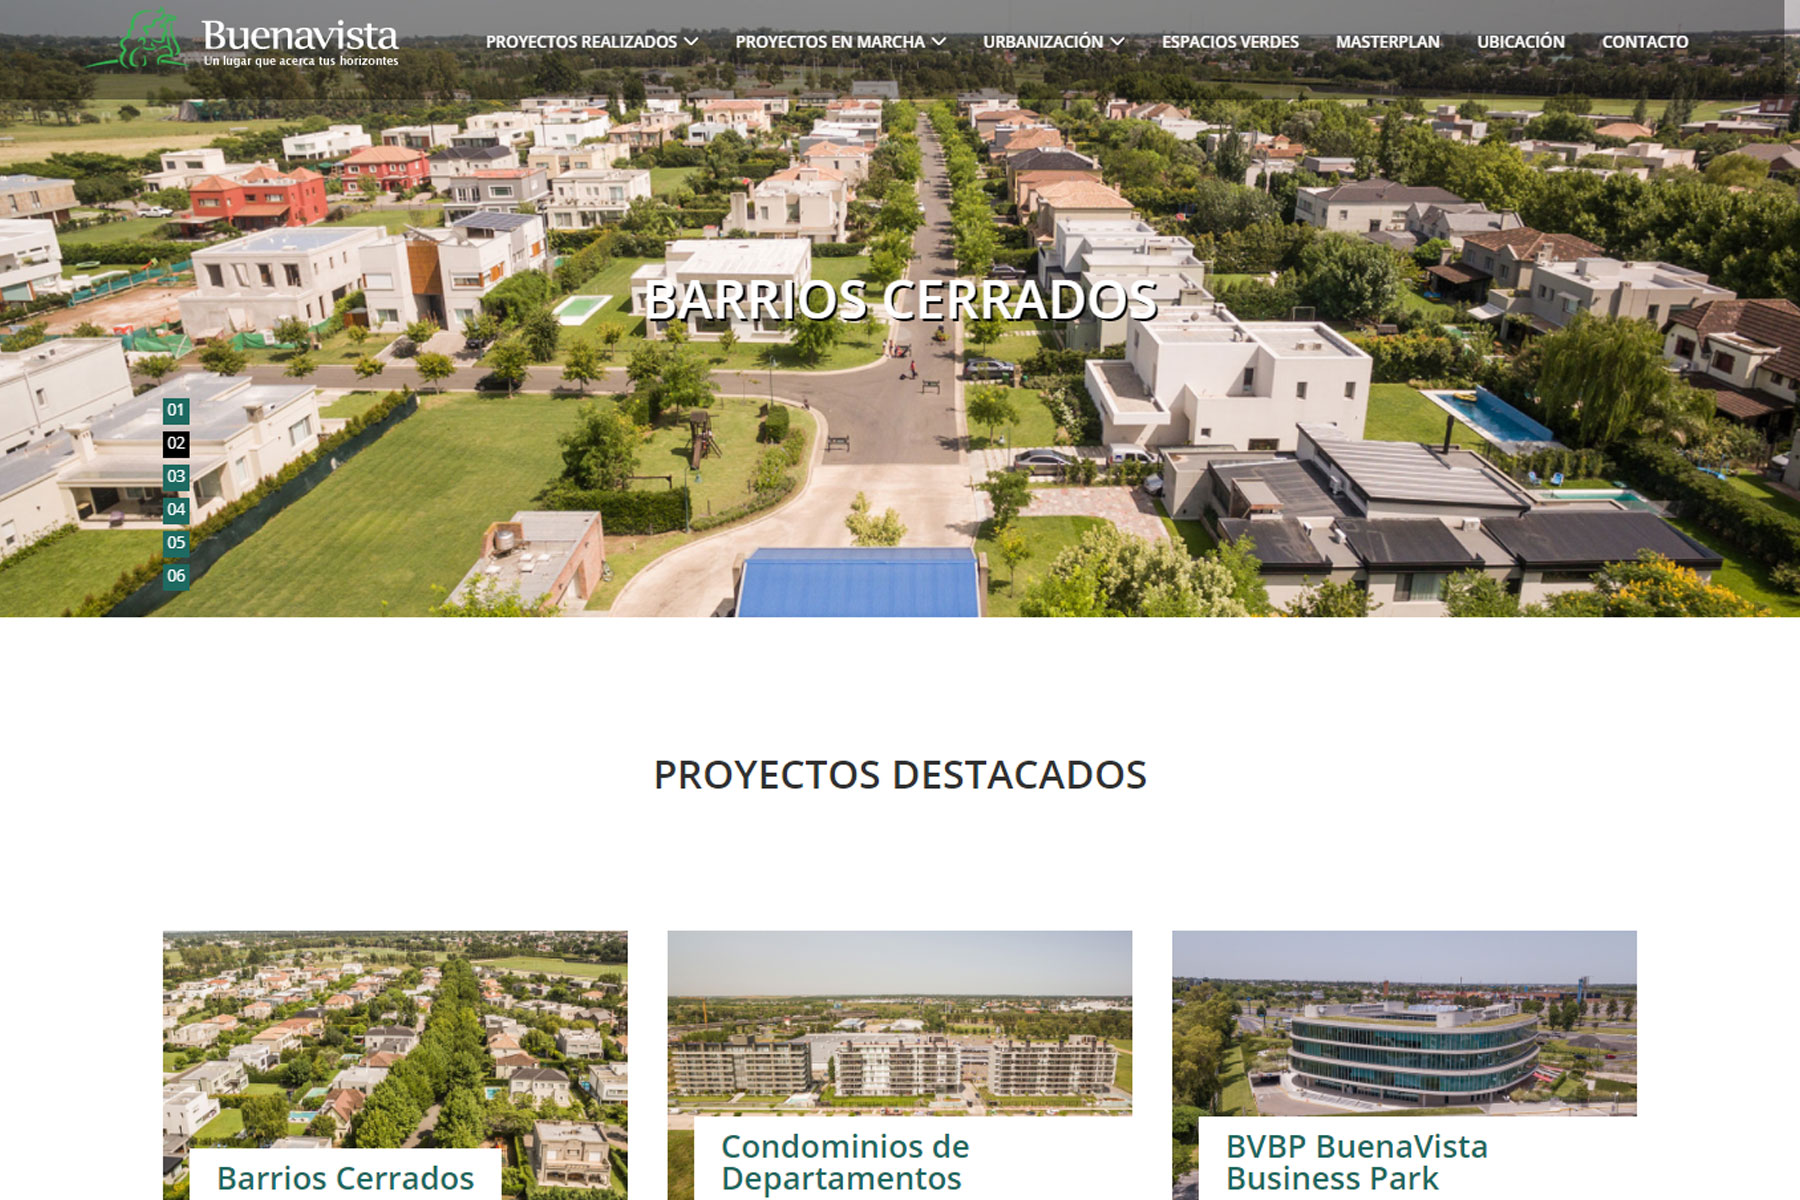 Buenavista
Un lugar que acerca tus horizontes
PROYECTOS REALIZADOS
PROYECTOS EN MARCHA
URBANIZACIÓN
ESPACIOS VERDES
MASTERPLAN
UBICACIÓN
CONTACTO
BARRIOS CERRADOS
01
02
03
04
05
06
PROYECTOS DESTACADOS
Barrios Cerrados
Condominios de
Departamentos
BVBP BuenaVista
Business Park